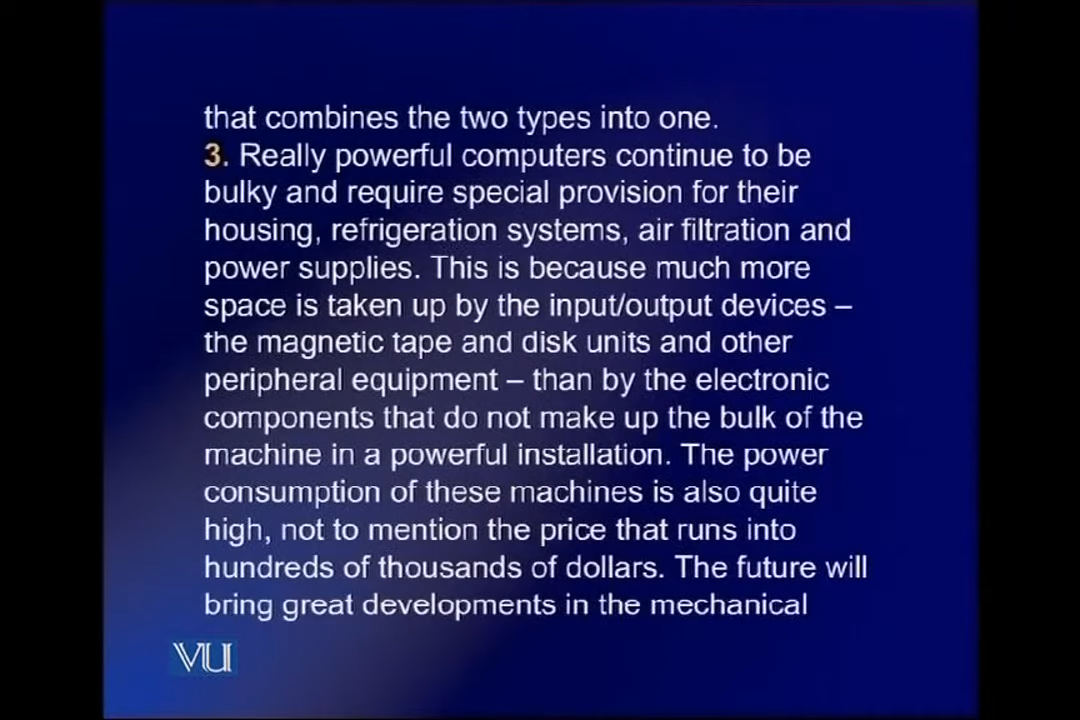 that combines the two types into one.
3. Really powerful computers continue to be
bulky and require special provision for their
housing, refrigeration systems, air filtration and
power supplies. This is because much more
space is taken up by the input/output devices –
the magnetic tape and disk units and other
peripheral equipment – than by the electronic
components that do not make up the bulk of the
machine in a powerful installation. The power
consumption of these machines is also quite
high, not to mention the price that runs into
hundreds of thousands of dollars. The future will
bring great developments in the mechanical
VU